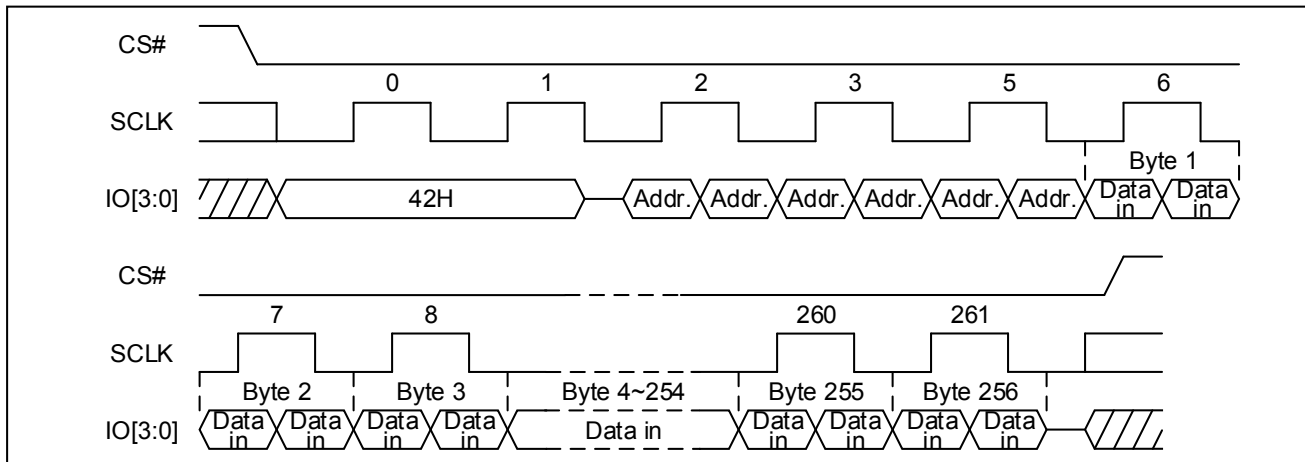 CS#
0 1 2 3 5 6
SCLK
Byte 1
IO[3:0] 42H Addr. Addr. Addr. Addr. Addr. Addr. Data in Data in
CS#
7 8 260 261
SCLK
Byte 2 Byte 3 Byte 4~254 Byte 255 Byte 256
IO[3:0] Data in Data in Data in Data in Data in Data in Data in Data in Data in